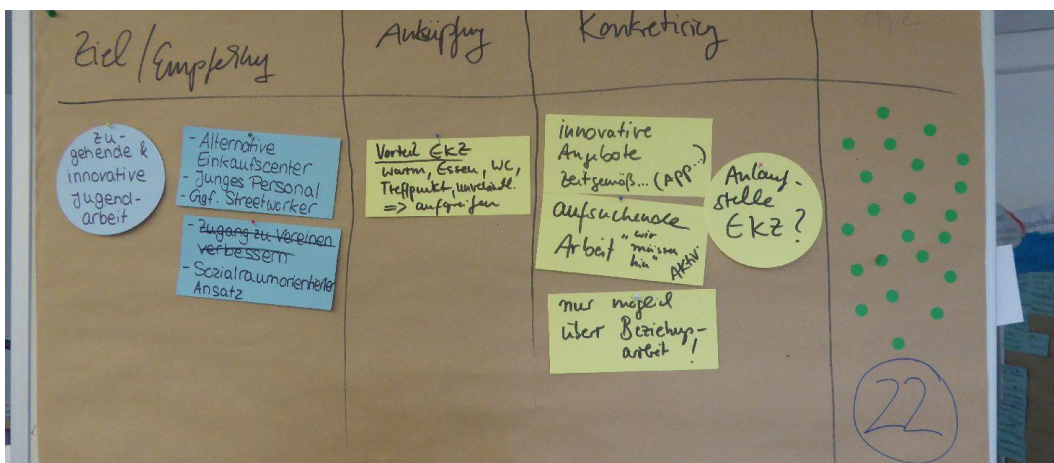 Ziel / Empfehlung
Anknüpfung
Konkretisierung
zu-
gehende &
innovative
Jugend-
arbeit
- Alternative
Einkaufscenter
- Junges Personal
- Ggf. Streetworker
- Zugang zu Vereinen
verbessern
- Sozialraumorientierter
Ansatz
Vorteil EKZ
warm, Essen, WC,
Treffpunkt, unverbindl.
=> aufgreifen
innovative
Angebote
zeitgemäß... (APP...)
aufsuchende
Arbeit "wir
müssen
hin"
AKTiV
nur möglich
über Beziehungs-
arbeit!
Anlauf-
stelle
EKZ?
22